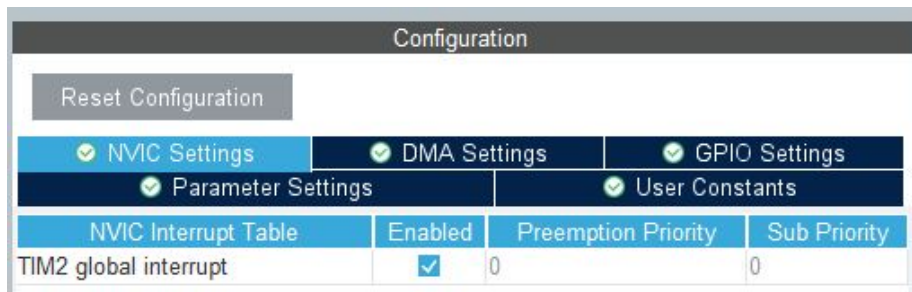 Configuration
Reset Configuration
NVIC Settings DMA Settings GPIO Settings
Parameter Settings User Constants
NVIC Interrupt Table Enabled Preemption Priority Sub Priority
TIM2 global interrupt 0 0